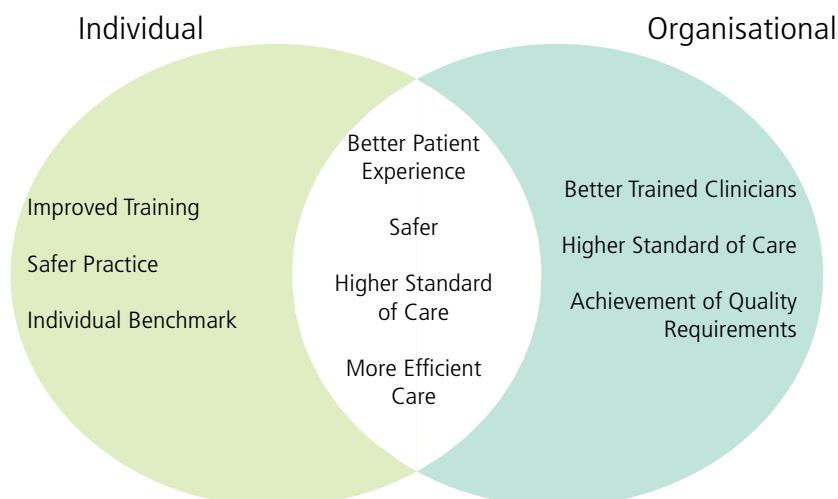 Individual
Organisational
Improved Training
Safer Practice
Individual Benchmark
Better Patient
Experience
Safer
Higher Standard
of Care
More Efficient
Care
Better Trained Clinicians
Higher Standard of Care
Achievement of Quality
Requirements